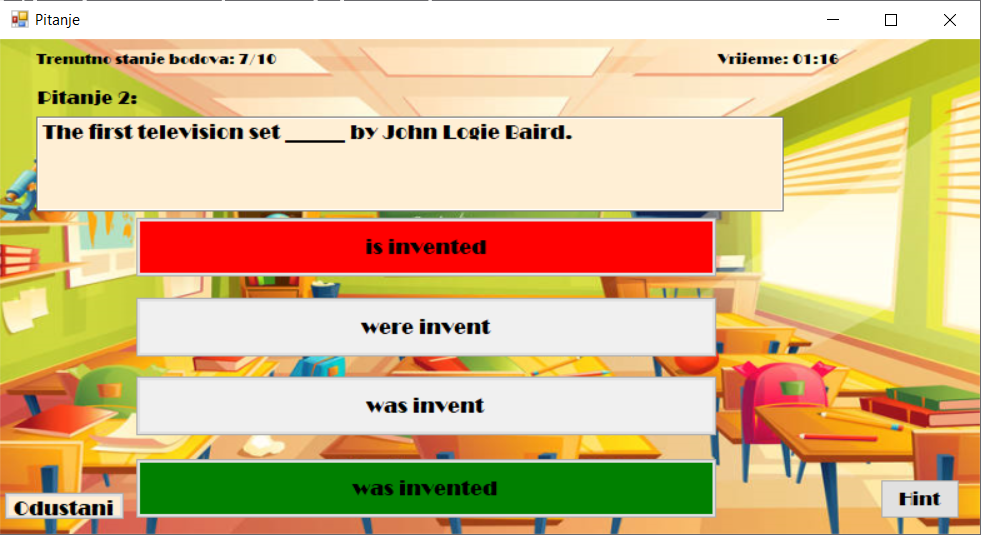 Pitanje
Trenutno stanje bodova: 7/10
Vrijeme: 01:16
Pitanje 2:
The first television set _____ by John Logie Baird.
is invented
were invent
was invent
was invented
Odustani
Hint